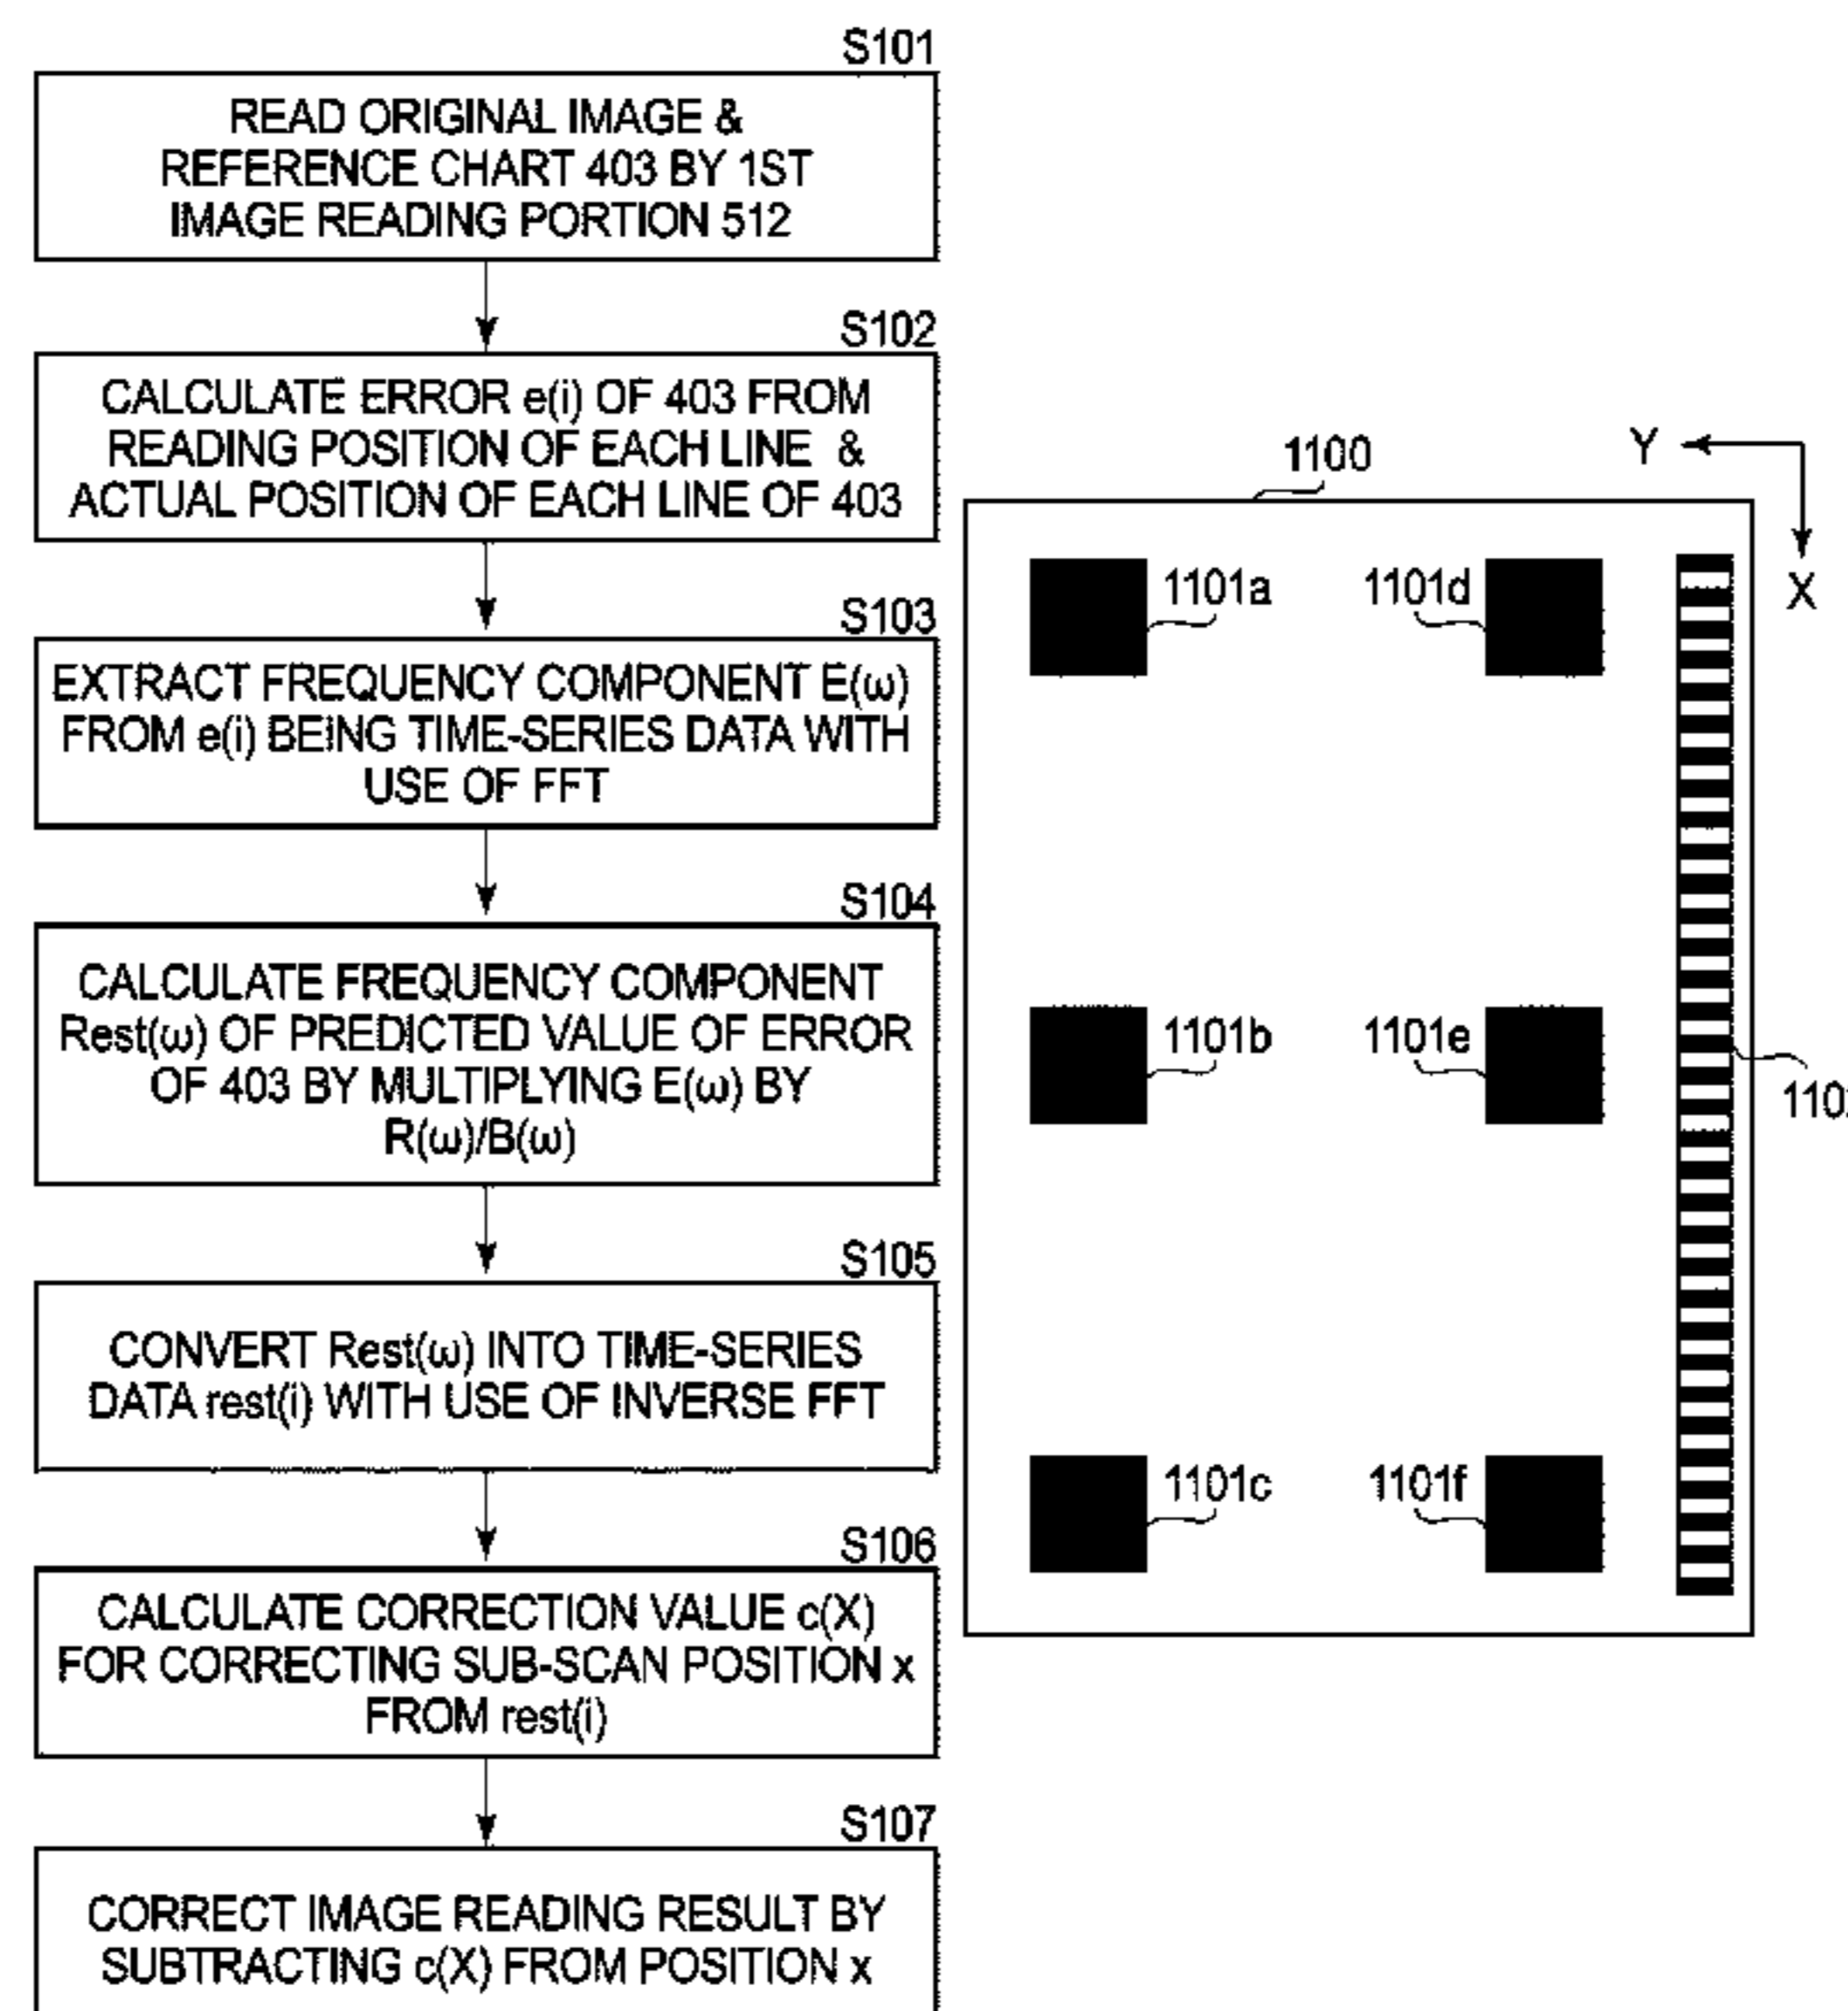 S101
READ ORIGINAL IMAGE &
REFERENCE CHART 403 BY 1ST
IMAGE READING PORTION 512
S102
CALCULATE ERROR e(i) OF 403 FROM
READING POSITION OF EACH LINE &
ACTUAL POSITION OF EACH LINE OF 403
S103
EXTRACT FREQUENCY COMPONENT E(ω)
FROM e(i) BEING TIME-SERIES DATA WITH
USE OF FFT
S104
CALCULATE FREQUENCY COMPONENT
Rest(ω) OF PREDICTED VALUE OF ERROR
OF 403 BY MULTIPLYING E(ω) BY
R(ω)/B(ω)
S105
CONVERT Rest(ω) INTO TIME-SERIES
DATA rest(i) WITH USE OF INVERSE FFT
S106
CALCULATE CORRECTION VALUE c(X)
FOR CORRECTING SUB-SCAN POSITION x
FROM rest(i)
S107
CORRECT IMAGE READING RESULT BY
SUBTRACTING c(X) FROM POSITION x
1100
Y
X
1101a
1101d
1101b
1101e
1101c
1101f